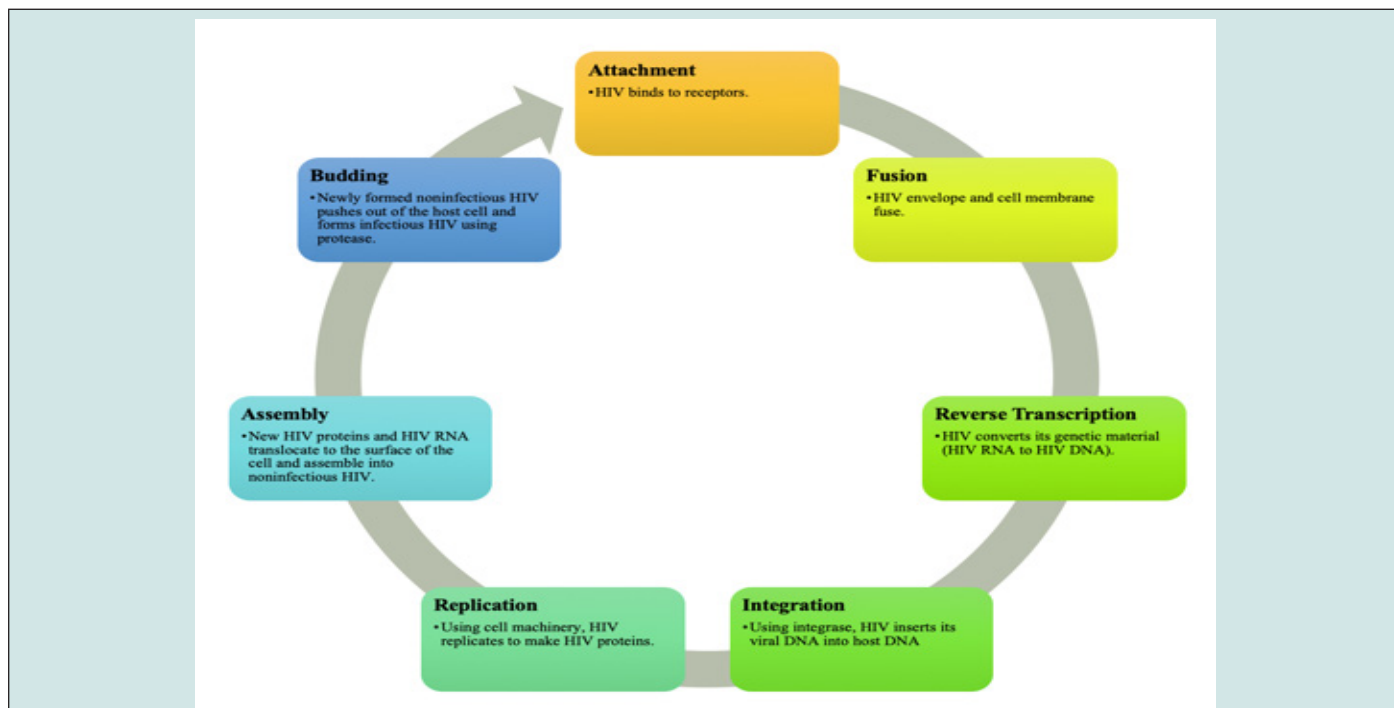 Attachment
•HIV binds to receptors.
Fusion
•HIV envelope and cell membrane
fuse.
Reverse Transcription
•HIV converts its genetic material
(HIV RNA to HIV DNA).
Integration
•Using integrase, HIV inserts its
viral DNA into host DNA
Replication
•Using cell machinery, HIV
replicates to make HIV proteins.
Assembly
•New HIV proteins and HIV RNA
translocate to the surface of the
cell and assemble into
noninfectious HIV.
Budding
•Newly formed noninfectious HIV
pushes out of the host cell and
forms infectious HIV using
protease.